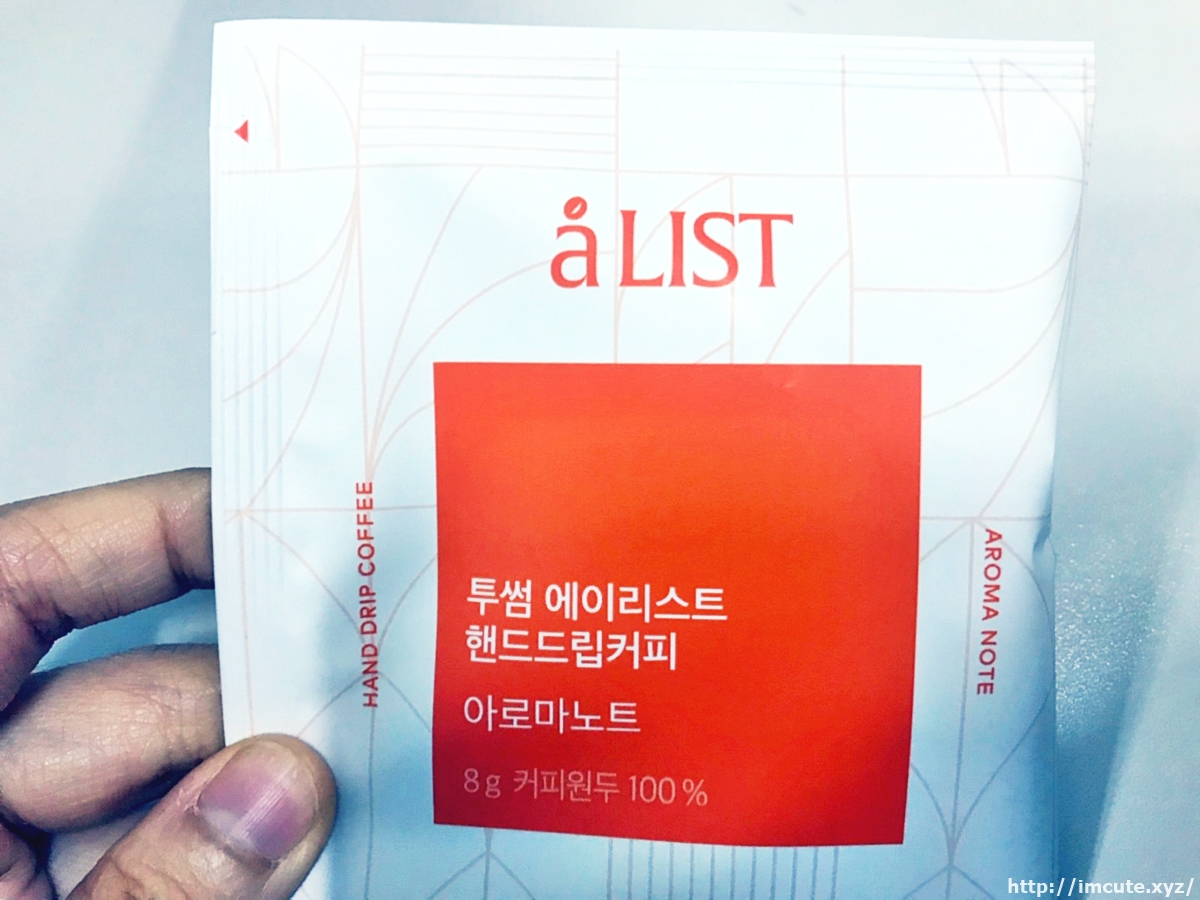 å LIST
투썸 에이리스트
핸드드립커피
아로마노트
8g 커피원두 100%
HAND DRIP COFFEE
AROMA NOTE
http://imcute.xyz/